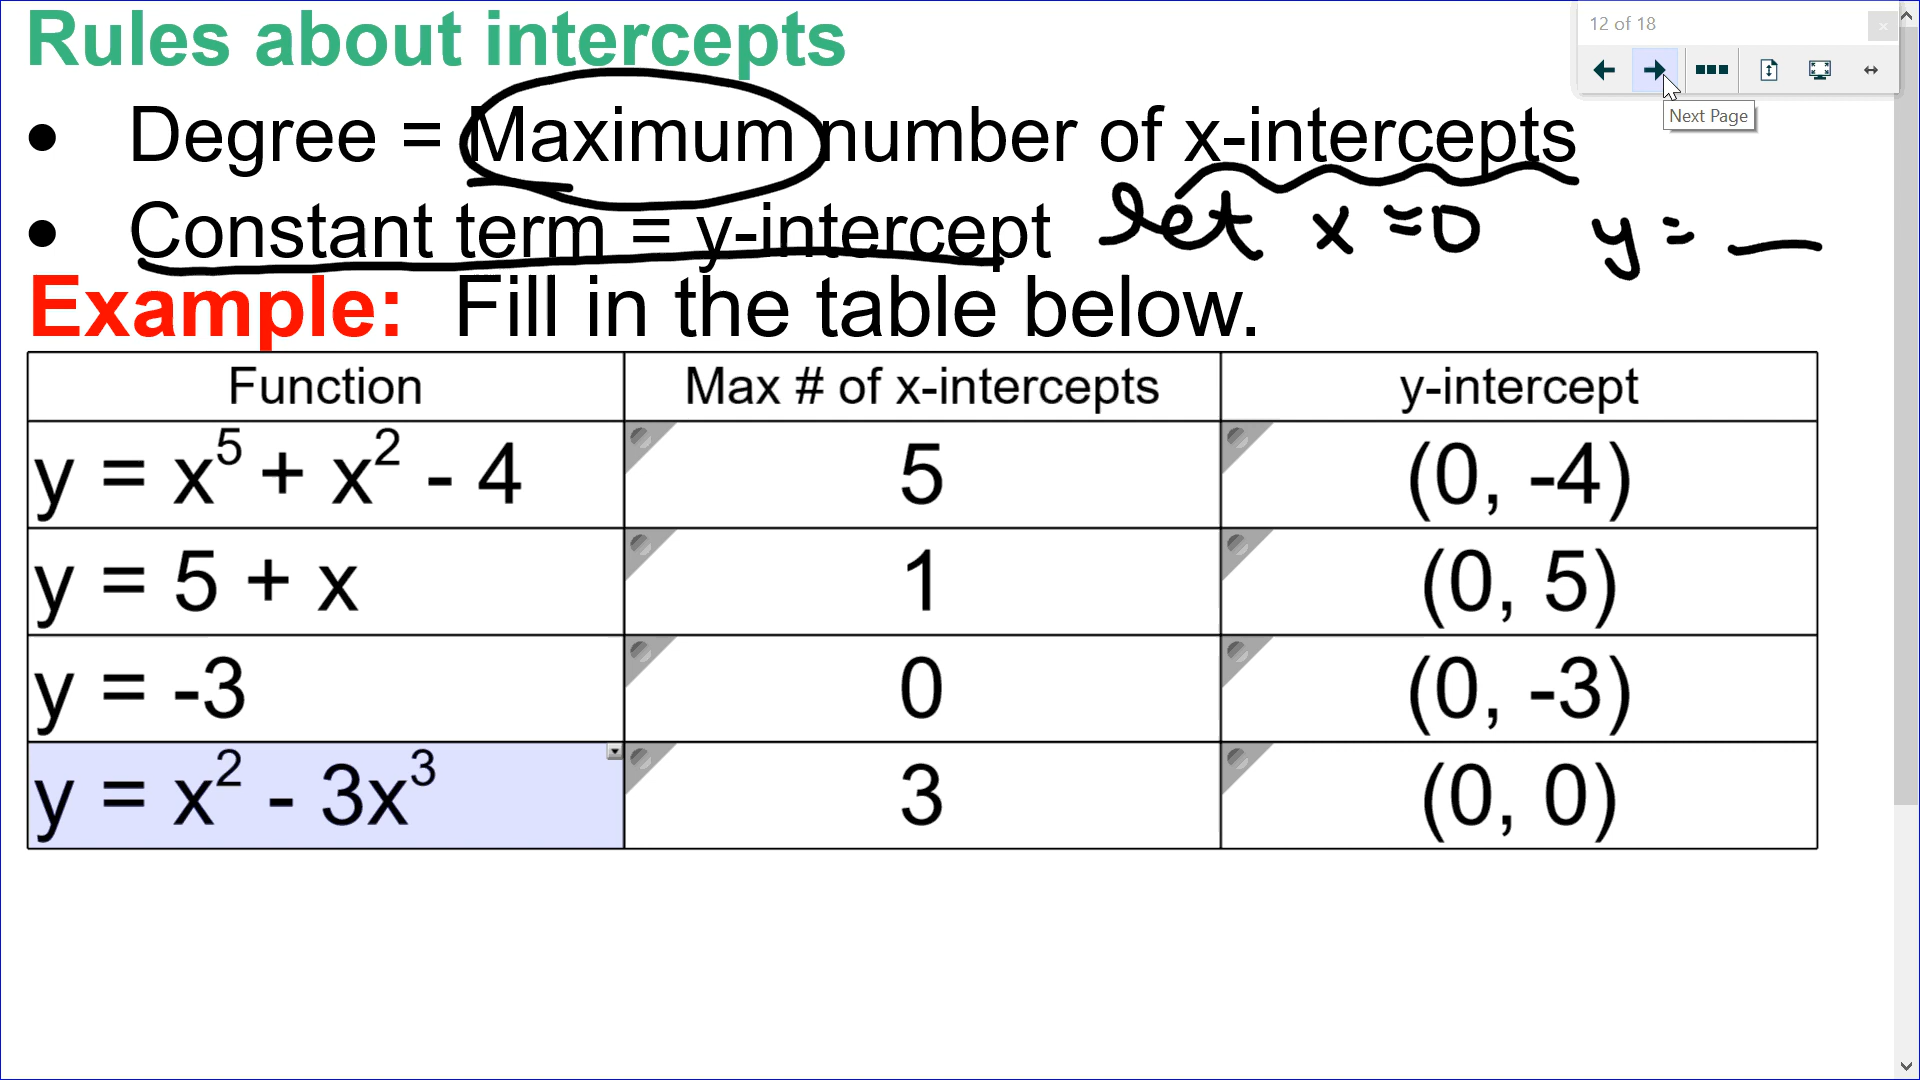 Rules about intercepts
12 of 18
Next Page
• Degree = Maximum number of x-intercepts
• Constant term = y-intercept let x = 0 y = __
Example: Fill in the table below.
Function Max # of x-intercepts y-intercept
y = x⁵ + x² - 4 5 (0, -4)
y = 5 + x 1 (0, 5)
y = -3 0 (0, -3)
y = x² - 3x³ 3 (0, 0)